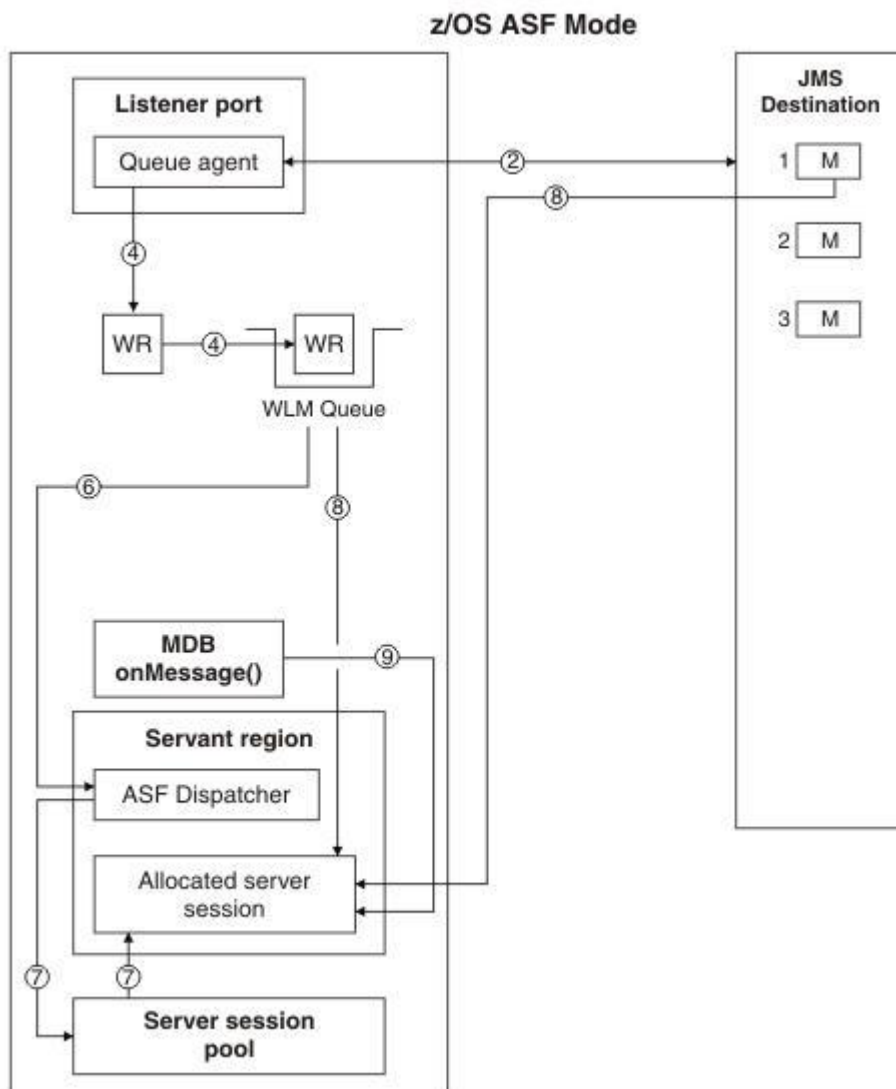 z/OS ASF Mode
Listener port
Queue agent
②
JMS
Destination
1 M
⑧
2 M
3 M
④
WR
④
WR
WLM Queue
⑥
⑧
MDB
onMessage()
⑨
Servant region
ASF Dispatcher
Allocated server
session
⑦
⑦
Server session
pool